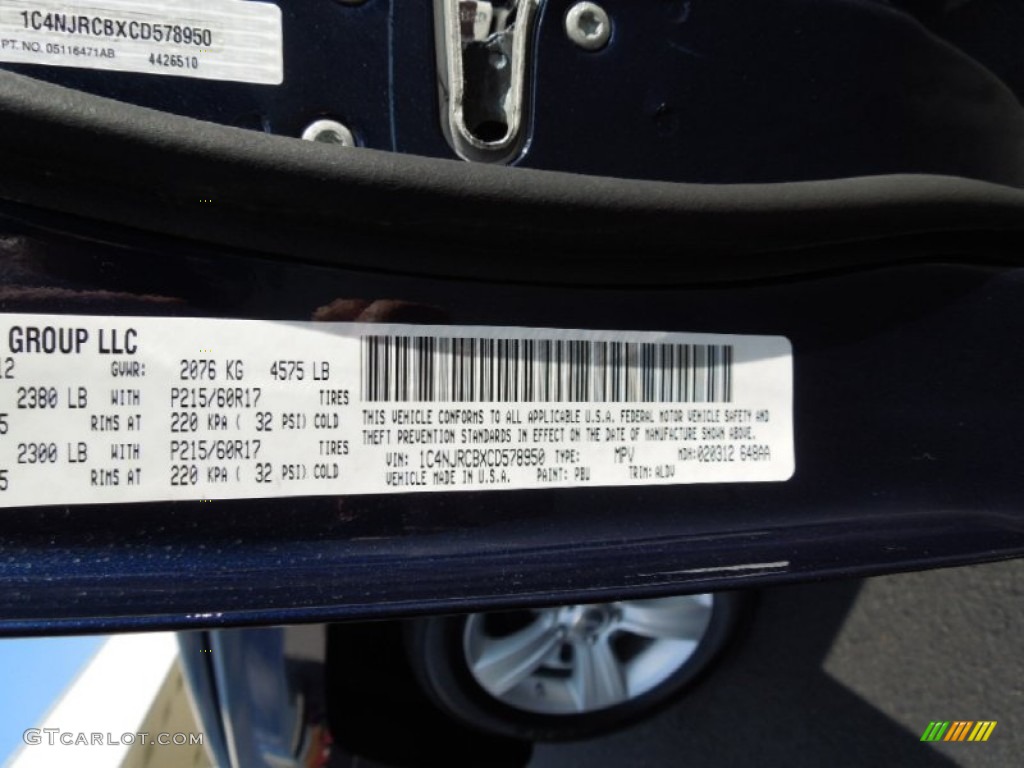 1C4NJRCBXCD578950
PT. NO. 05116471AB 4426510
GROUP LLC
12 GVWR: 2076 KG 4575 LB
2380 LB WITH P215/60R17 TIRES
5 RIMS AT 220 KPA ( 32 PSI) COLD
2300 LB WITH P215/60R17 TIRES
5 RIMS AT 220 KPA ( 32 PSI) COLD
THIS VEHICLE CONFORMS TO ALL APPLICABLE U.S.A. FEDERAL MOTOR VEHICLE SAFETY AND
THEFT PREVENTION STANDARDS IN EFFECT ON THE DATE OF MANUFACTURE SHOWN ABOVE.
VIN: 1C4NJRCBXCD578950 TYPE: MPV MDH:020312 648AA
VEHICLE MADE IN U.S.A. PAINT: PBU TRIM: ALDV
GTcarlot.com